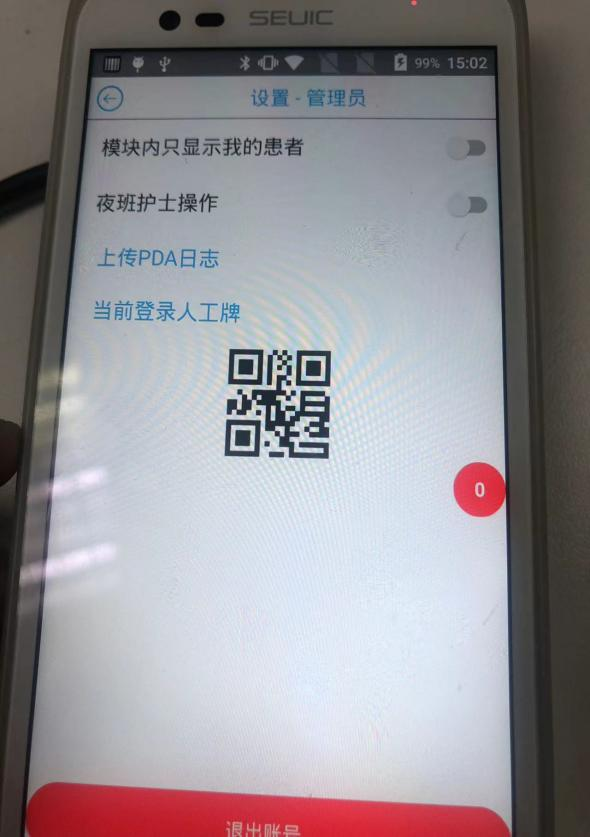 SEUIC
99% 15:02
设置 - 管理员
模块内只显示我的患者
夜班护士操作
上传PDA日志
当前登录人工牌
0
退出账号